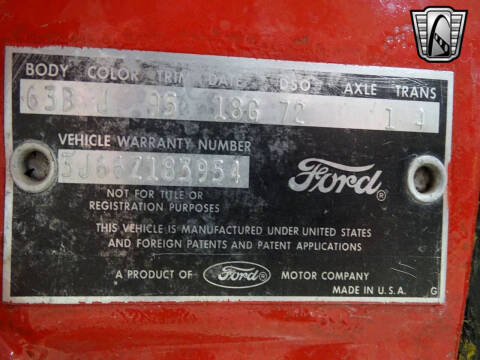 BODY COLOR TRIM DATE DSO AXLE TRANS
63B J 95 18G 72 1 4
VEHICLE WARRANTY NUMBER
5J66Z183954
Ford®
NOT FOR TITLE OR
REGISTRATION PURPOSES
THIS VEHICLE IS MANUFACTURED UNDER UNITED STATES
AND FOREIGN PATENTS AND PATENT APPLICATIONS
A PRODUCT OF Ford® MOTOR COMPANY
MADE IN U.S.A. G